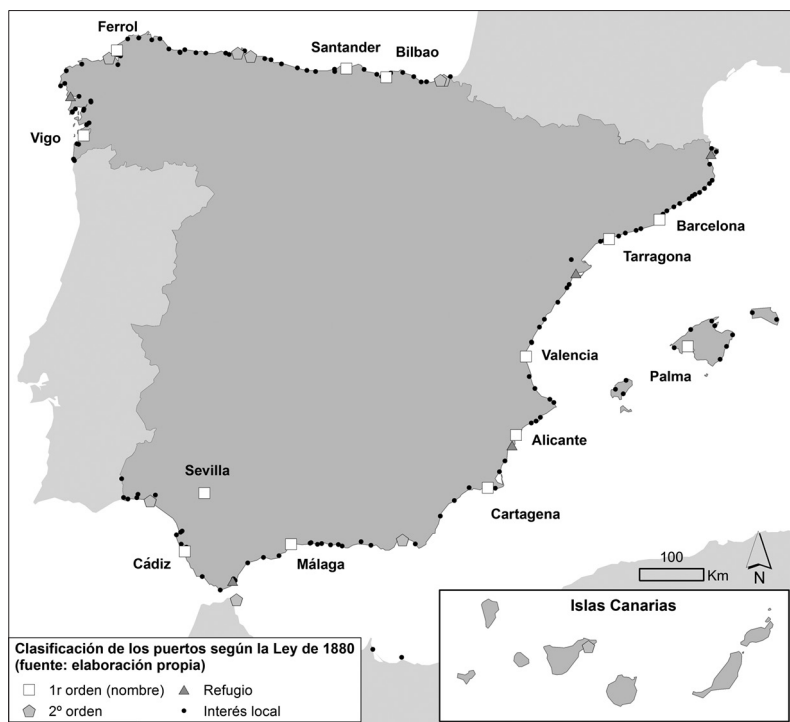 Ferrol
Santander
Bilbao
Vigo
Barcelona
Tarragona
Valencia
Palma
Alicante
Sevilla
Cartagena
Cádiz
Málaga
100
Km
N
Islas Canarias
Clasificación de los puertos según la Ley de 1880
(fuente: elaboración propia)
1r orden (nombre)
Refugio
2º orden
Interés local